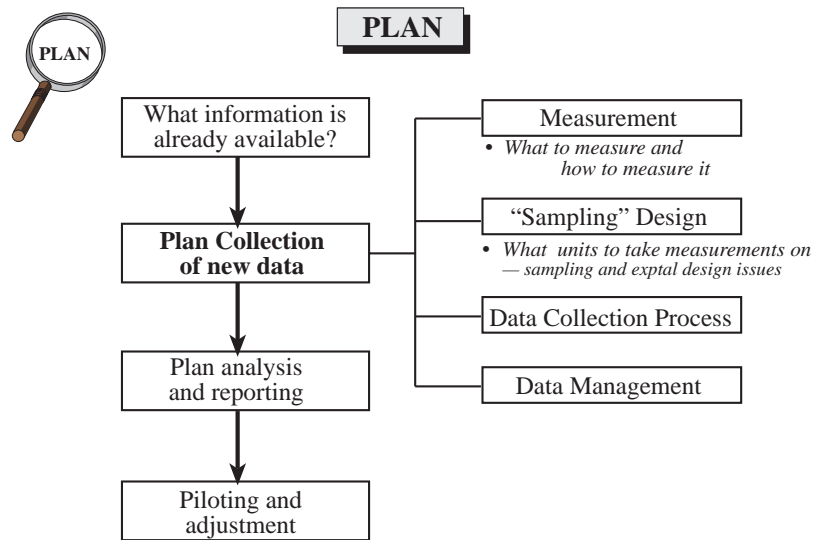 PLAN
PLAN
What information is
already available?
Plan Collection
of new data
Plan analysis
and reporting
Piloting and
adjustment
Measurement
• What to measure and
how to measure it
“Sampling” Design
• What units to take measurements on
— sampling and exptal design issues
Data Collection Process
Data Management